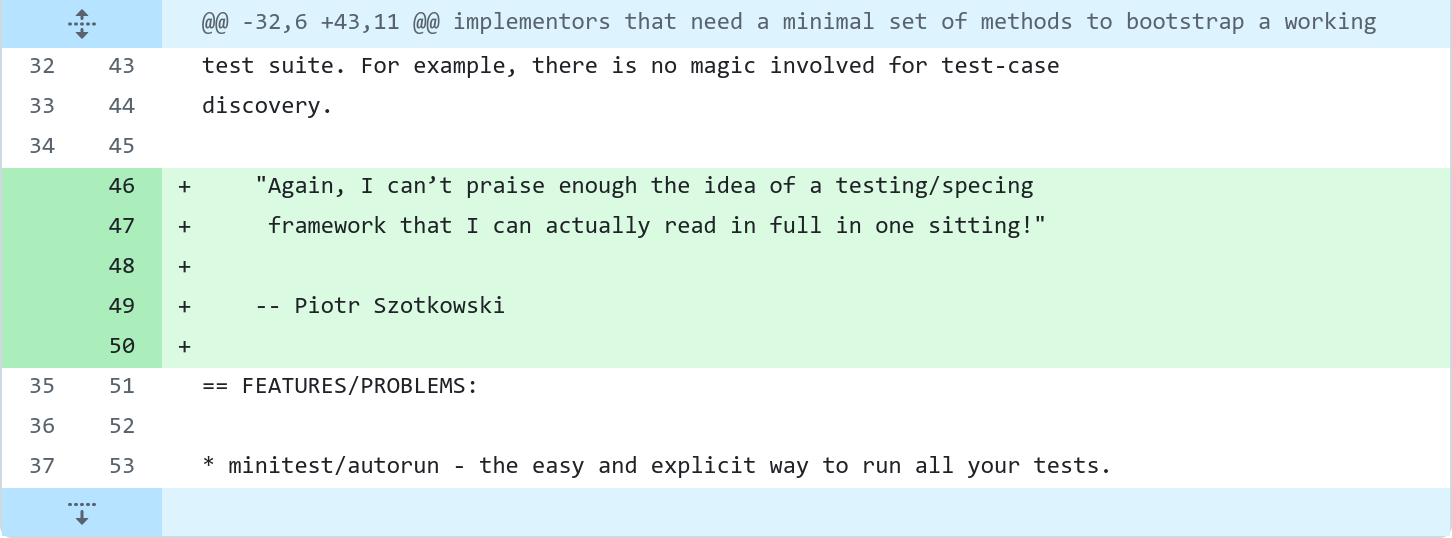 @@ -32,6 +43,11 @@ implementors that need a minimal set of methods to bootstrap a working
32 43 test suite. For example, there is no magic involved for test-case
33 44 discovery.
34 45
46 + "Again, I can’t praise enough the idea of a testing/specing
47 + framework that I can actually read in full in one sitting!"
48 +
49 + -- Piotr Szotkowski
50 +
35 51 == FEATURES/PROBLEMS:
36 52
37 53 * minitest/autorun - the easy and explicit way to run all your tests.